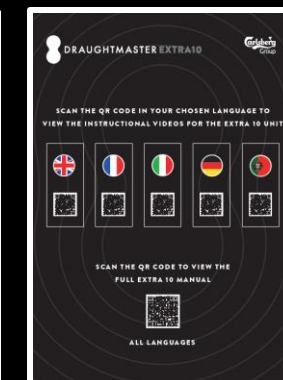 DRAUGHTMASTER EXTRA10
Carlsberg
Group
SCAN THE QR CODE IN YOUR CHOSEN LANGUAGE TO
VIEW THE INSTRUCTIONAL VIDEOS FOR THE EXTRA 10 UNIT
SCAN THE QR CODE TO VIEW THE
FULL EXTRA 10 MANUAL
ALL LANGUAGES